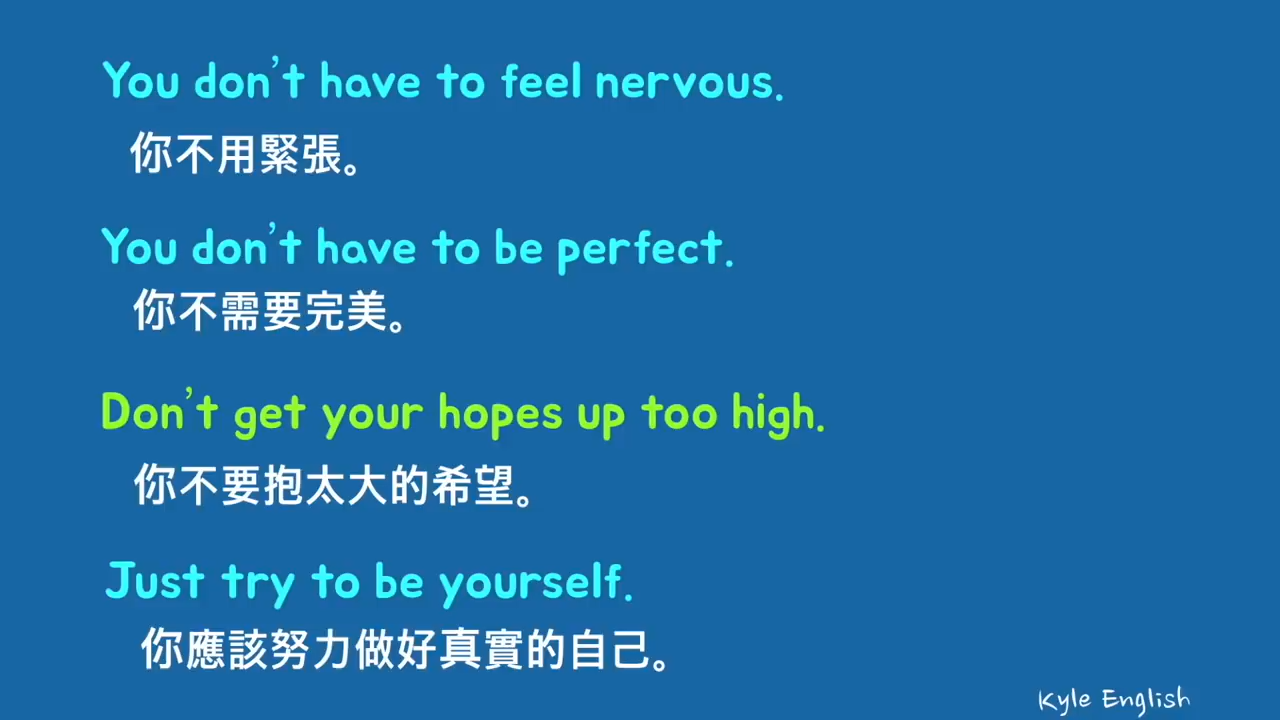 You don't have to feel nervous.
你不用緊張。
You don't have to be perfect.
你不需要完美。
Don't get your hopes up too high.
你不要抱太大的希望。
Just try to be yourself.
你應該努力做好真實的自己。
Kyle English